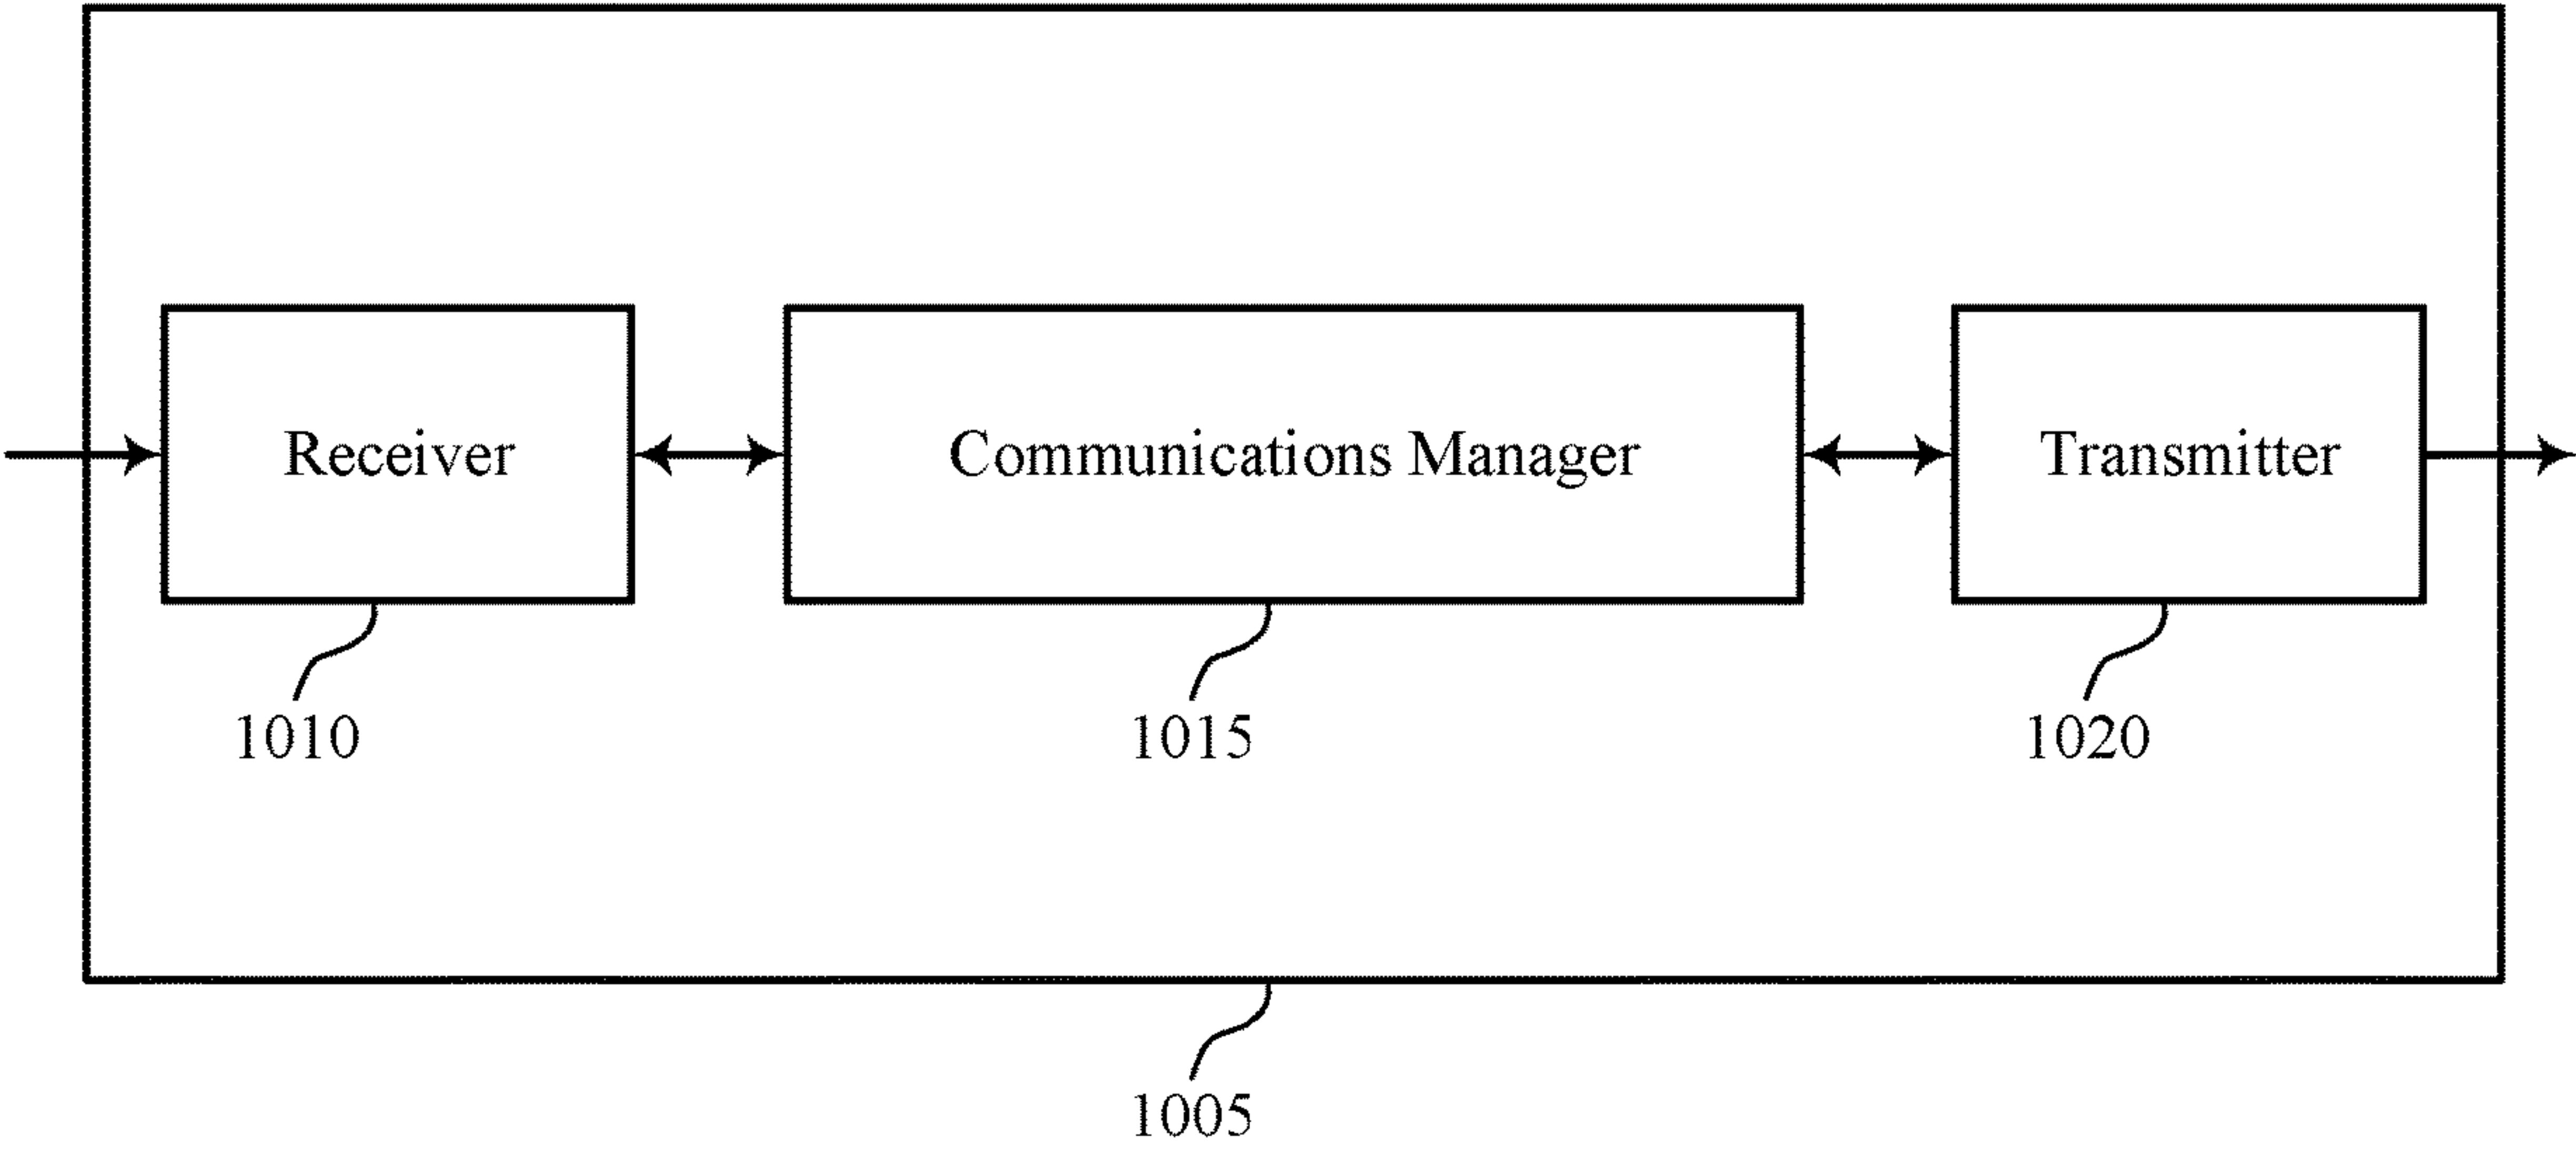 Receiver
Communications Manager
Transmitter
1010
1015
1020
1005